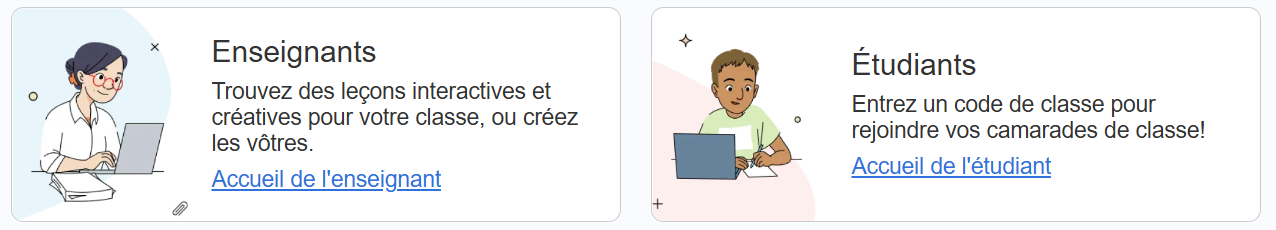 Enseignants
Trouvez des leçons interactives et
créatives pour votre classe, ou créez
les vôtres.
Accueil de l'enseignant
Étudiants
Entrez un code de classe pour
rejoindre vos camarades de classe!
Accueil de l'étudiant